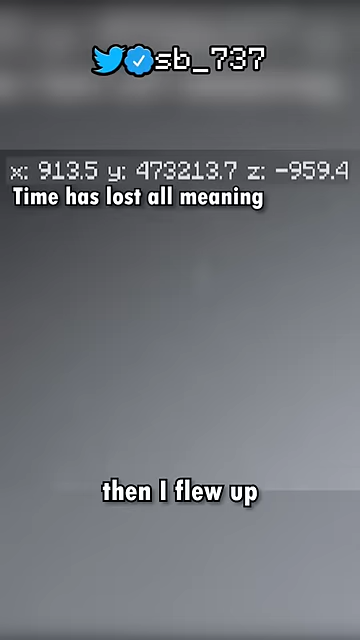 sb_737
x: 913.5 y: 473213.7 z: -959.4
Time has lost all meaning
then I flew up